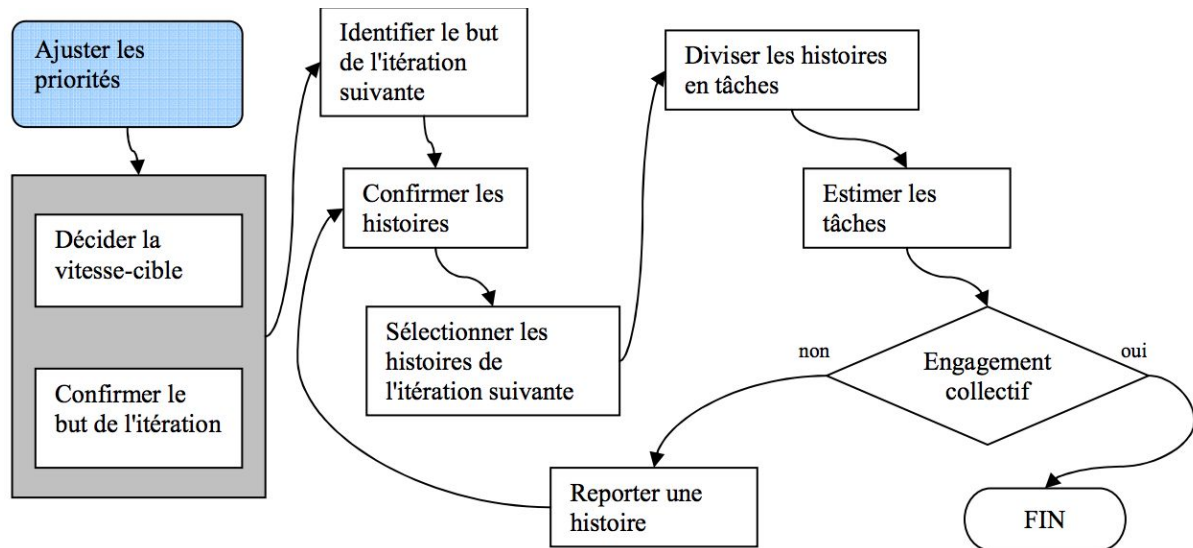 Ajuster les
priorités
Décider la
vitesse-cible
Confirmer le
but de l'itération
Identifier le but
de l'itération
suivante
Confirmer les
histoires
Sélectionner les
histoires de
l'itération suivante
Diviser les histoires
en tâches
Estimer les
tâches
Engagement
collectif
non
oui
Reporter une
histoire
FIN